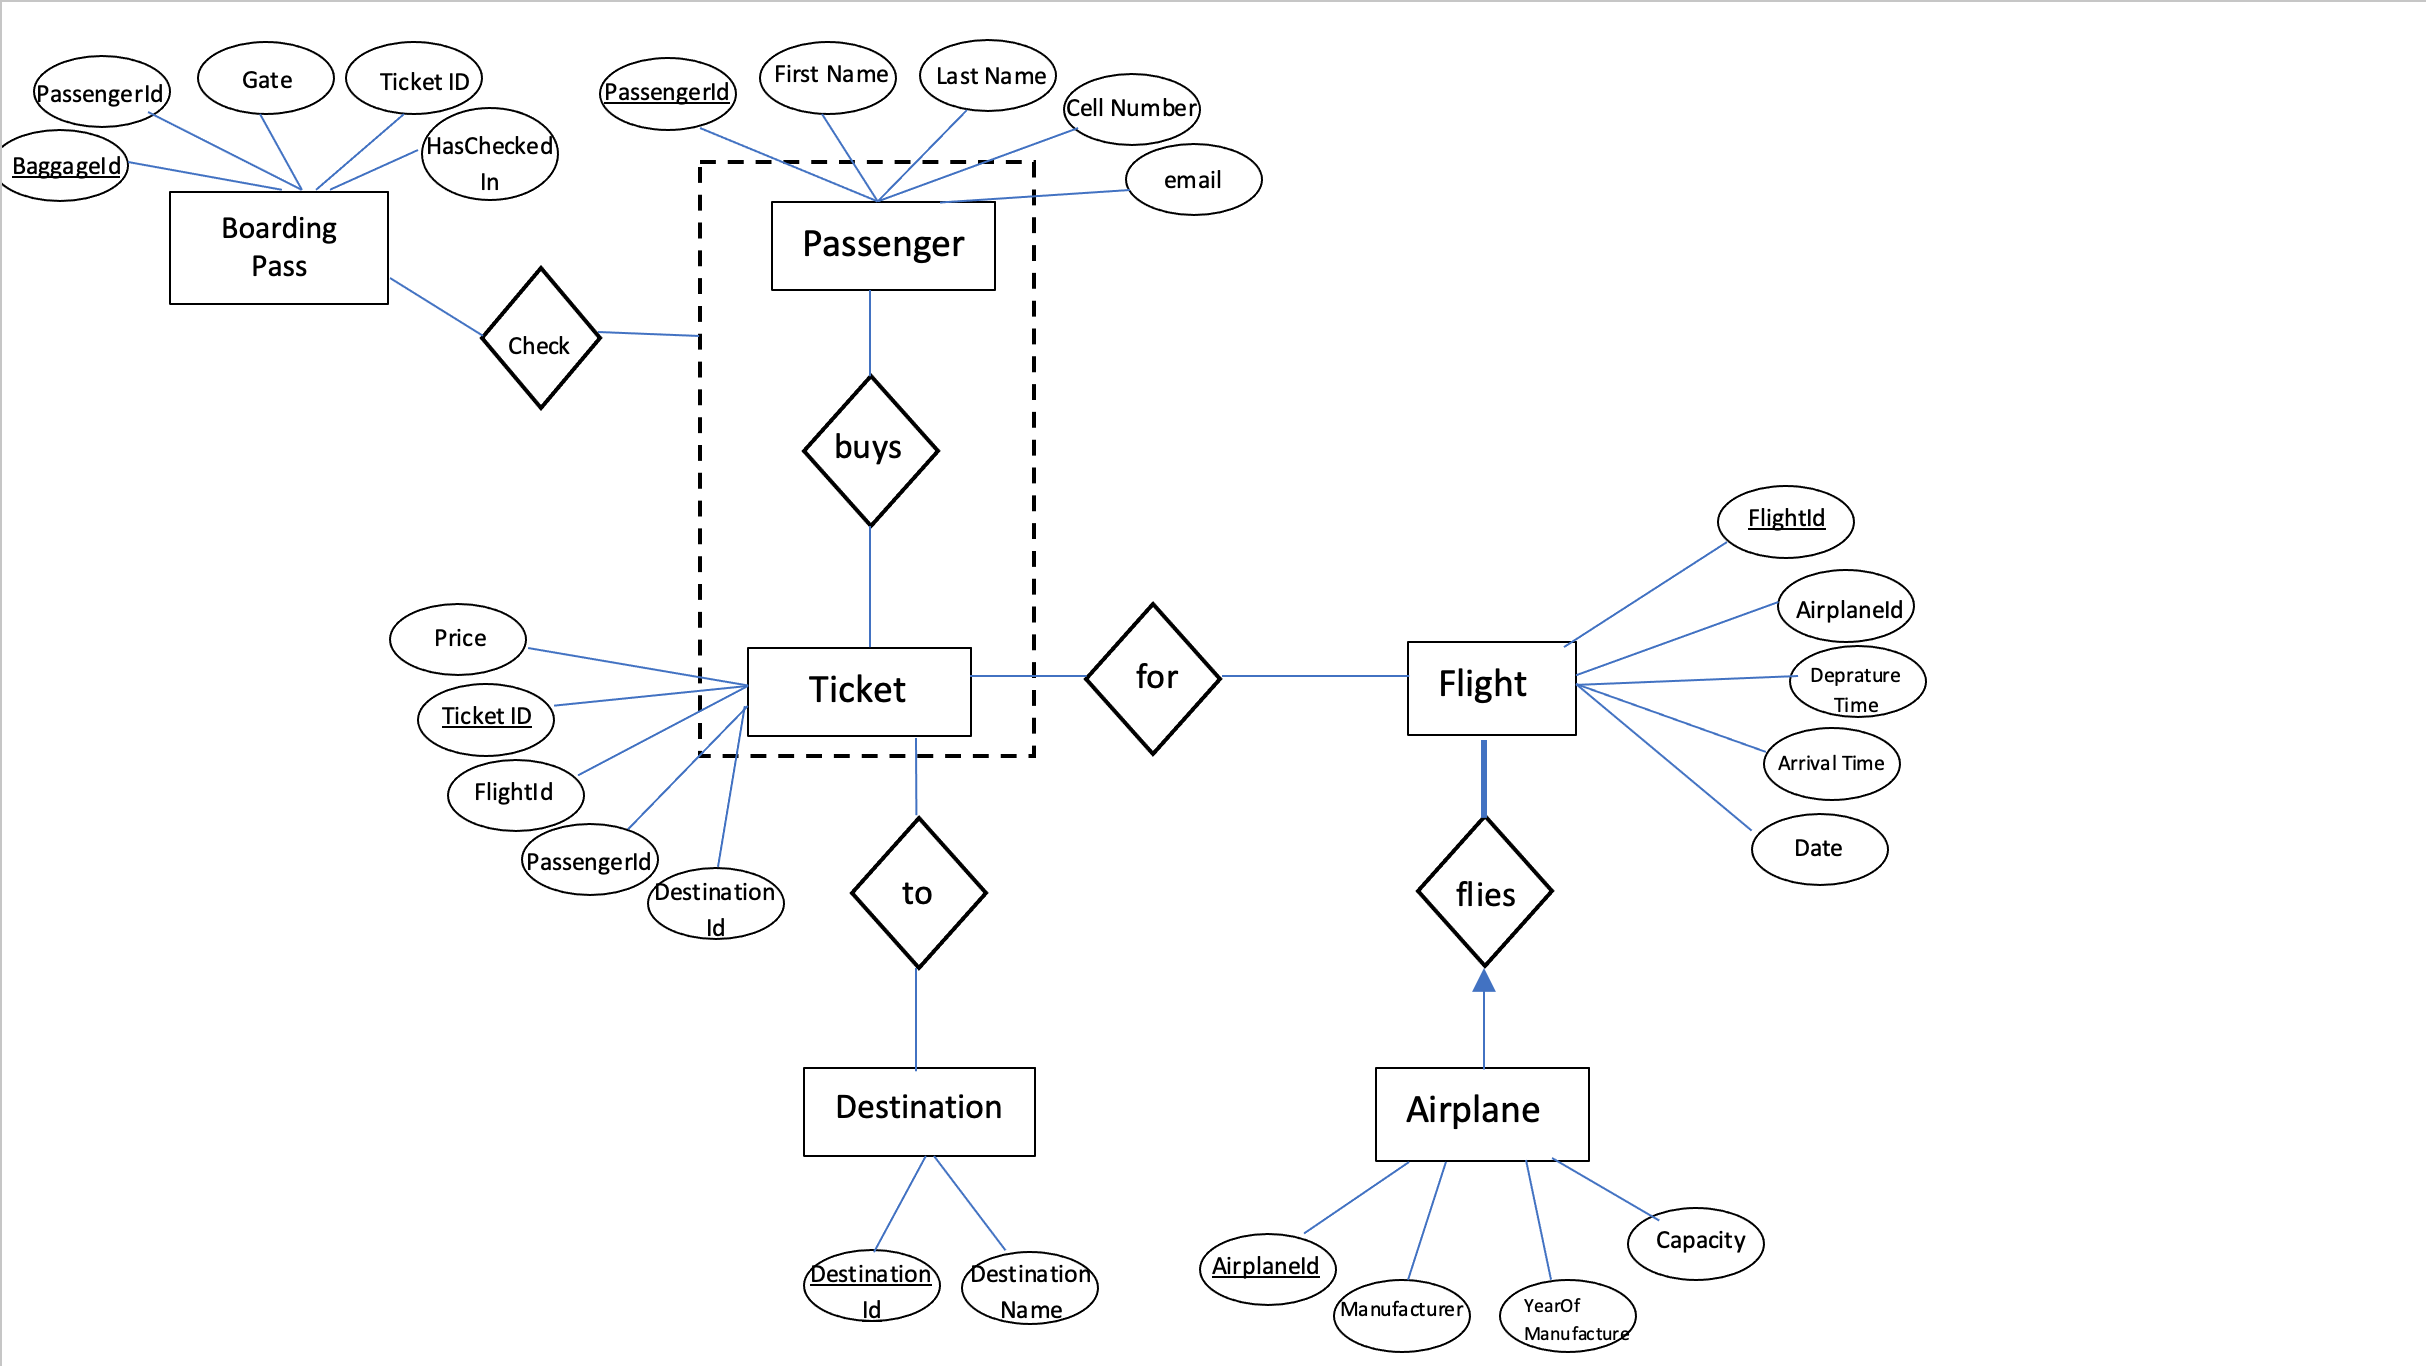 PassengerId
Gate
Ticket ID
HasChecked
In
BaggageId
Boarding
Pass
PassengerId
First Name
Last Name
Cell Number
email
Passenger
Check
buys
Price
Ticket ID
FlightId
PassengerId
Destination
Id
Ticket
for
Flight
FlightId
AirplaneId
Deprature
Time
Arrival Time
Date
to
flies
Destination
Airplane
Destination
Id
Destination
Name
AirplaneId
Manufacturer
YearOf
Manufacture
Capacity